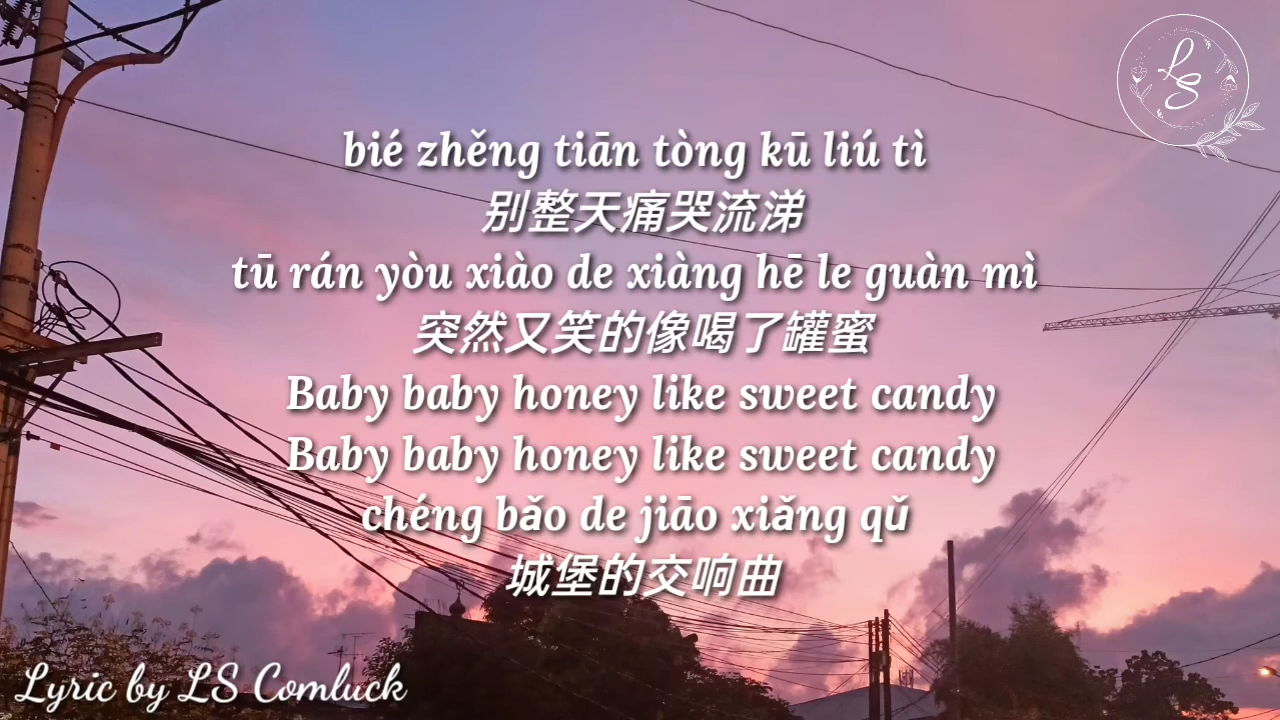 LS
bié zhěng tiān tòng kū liú tì
别整天痛哭流涕
tū rán yòu xiào de xiàng hē le guàn mì
突然又笑的像喝了罐蜜
Baby baby honey like sweet candy
Baby baby honey like sweet candy
chéng bǎo de jiāo xiǎng qǔ
城堡的交响曲
Lyric by LS Comluck